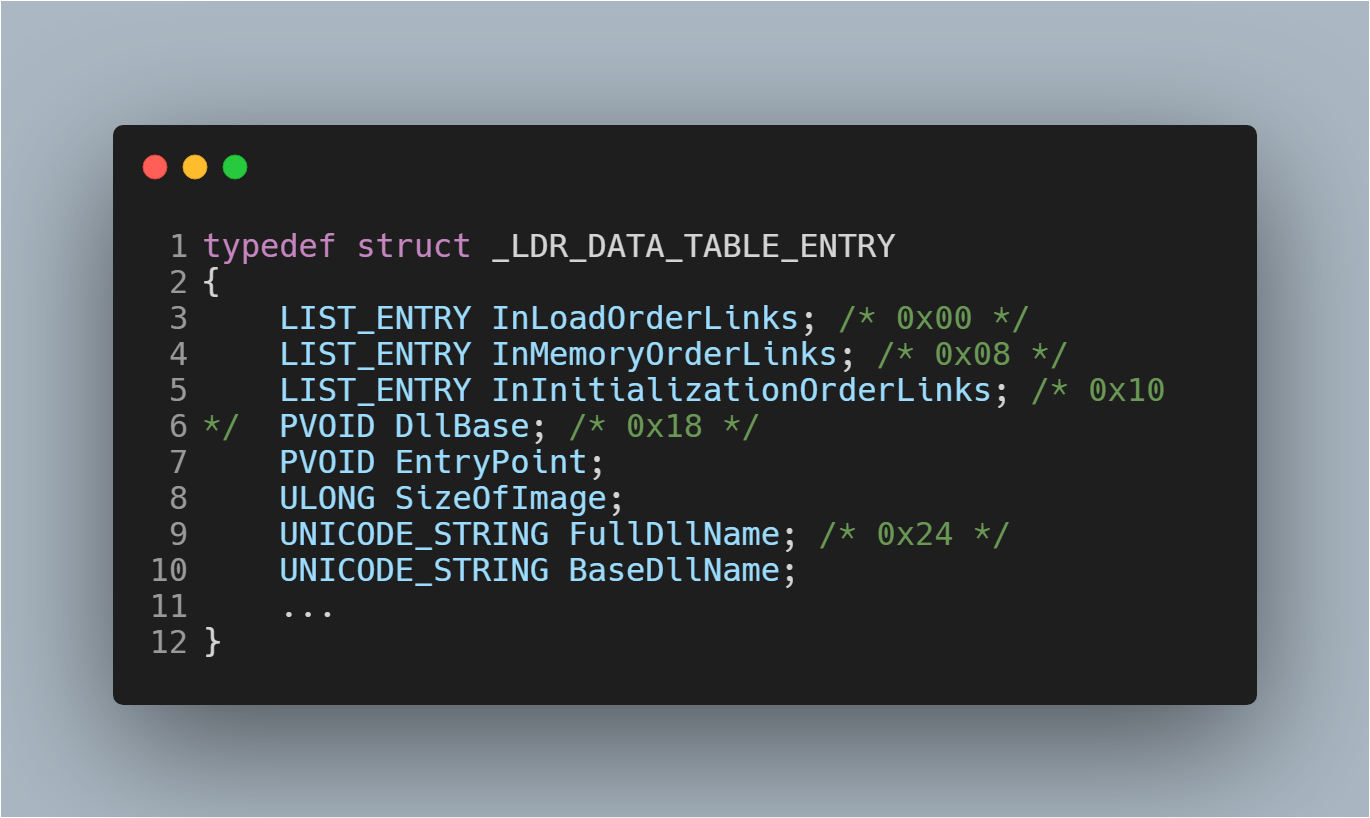 1 typedef struct _LDR_DATA_TABLE_ENTRY
2 {
3     LIST_ENTRY InLoadOrderLinks; /* 0x00 */
4     LIST_ENTRY InMemoryOrderLinks; /* 0x08 */
5     LIST_ENTRY InInitializationOrderLinks; /* 0x10
6 */  PVOID DllBase; /* 0x18 */
7     PVOID EntryPoint;
8     ULONG SizeOfImage;
9     UNICODE_STRING FullDllName; /* 0x24 */
10     UNICODE_STRING BaseDllName;
11     ...
12 }